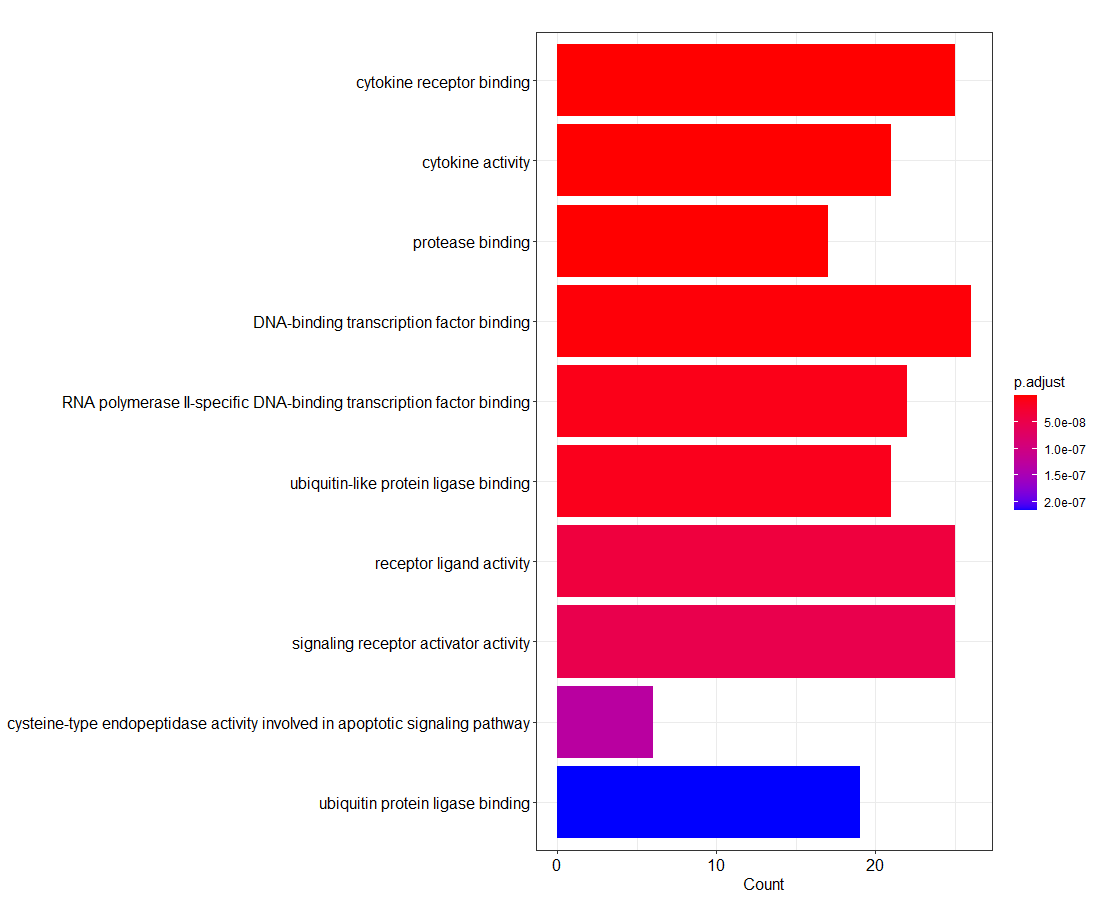 cytokine receptor binding
cytokine activity
protease binding
DNA-binding transcription factor binding
RNA polymerase II-specific DNA-binding transcription factor binding
ubiquitin-like protein ligase binding
receptor ligand activity
signaling receptor activator activity
cysteine-type endopeptidase activity involved in apoptotic signaling pathway
ubiquitin protein ligase binding
0 10 20
Count
p.adjust
5.0e-08
1.0e-07
1.5e-07
2.0e-07